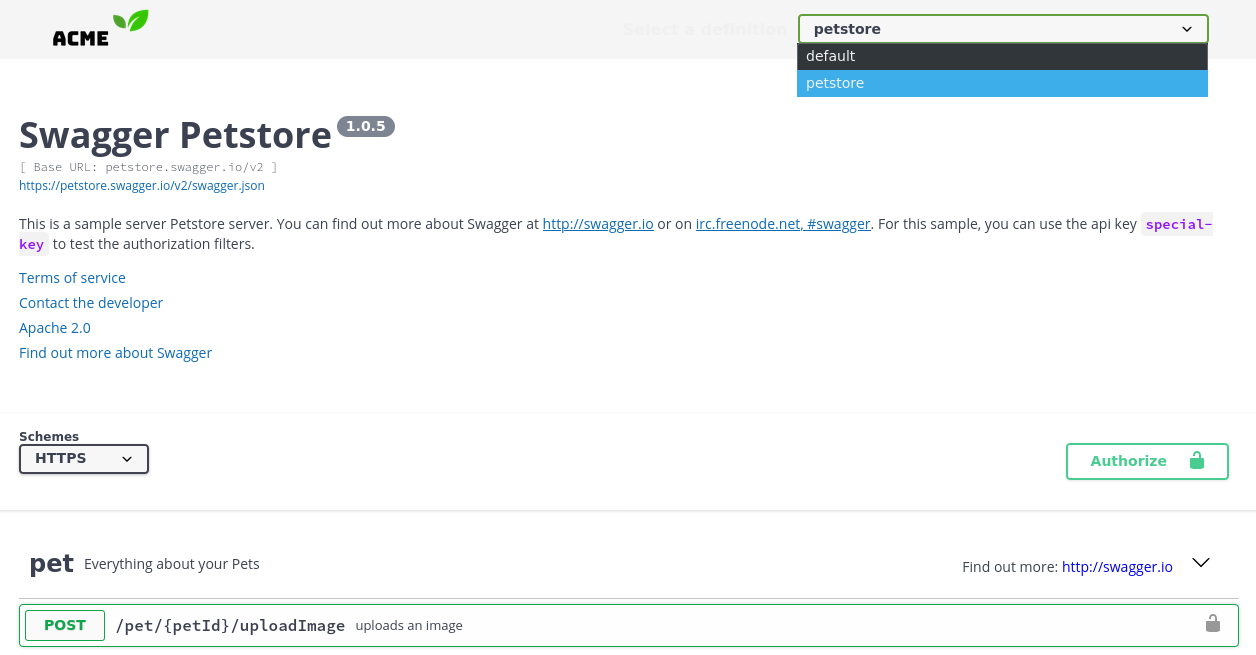 ACME
Select a definition
petstore
default
petstore
Swagger Petstore 1.0.5
[ Base URL: petstore.swagger.io/v2 ]
https://petstore.swagger.io/v2/swagger.json
This is a sample server Petstore server. You can find out more about Swagger at http://swagger.io or on irc.freenode.net, #swagger. For this sample, you can use the api key special-
key to test the authorization filters.
Terms of service
Contact the developer
Apache 2.0
Find out more about Swagger
Schemes
HTTPS
Authorize
pet Everything about your Pets
Find out more: http://swagger.io
POST /pet/{petId}/uploadImage uploads an image